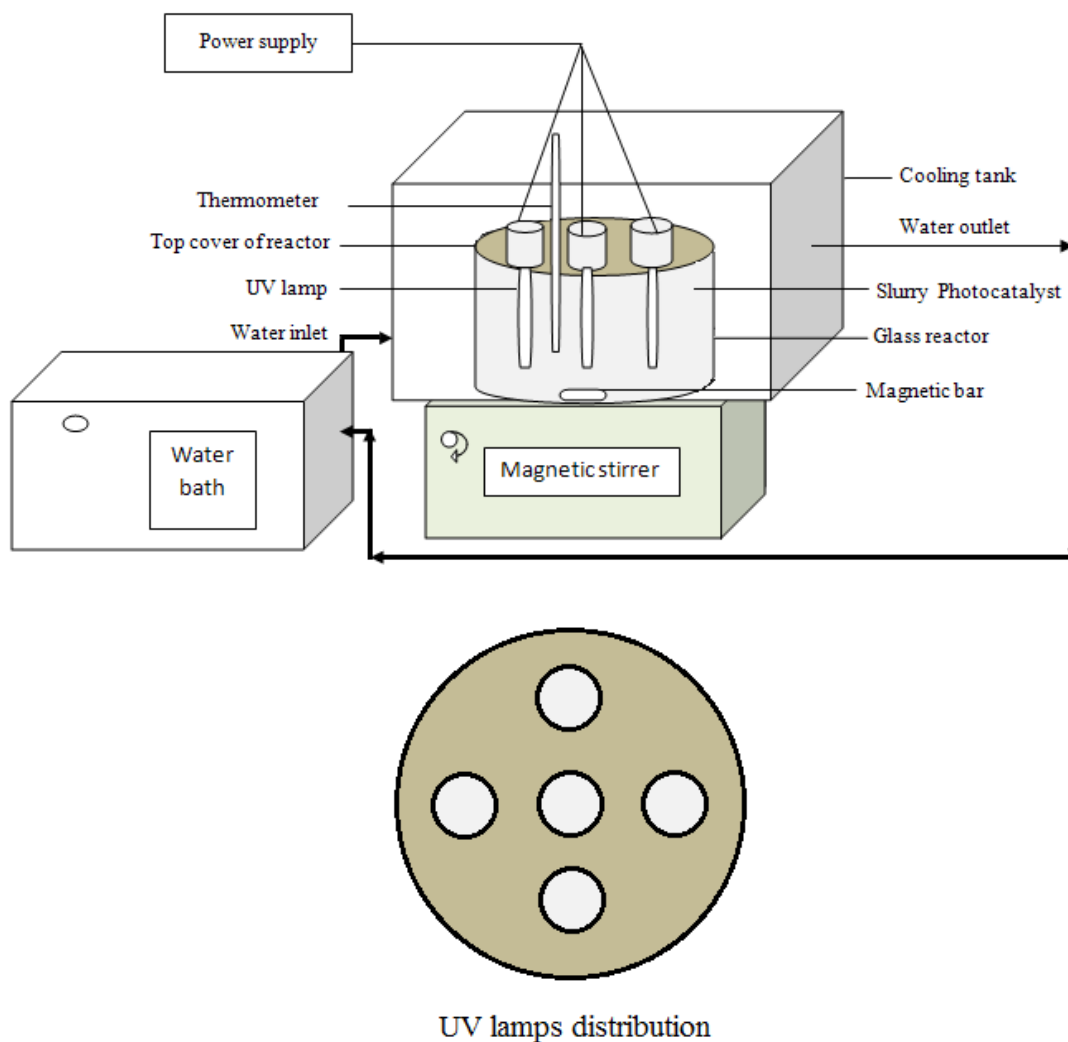 Power supply
Thermometer
Top cover of reactor
UV lamp
Water inlet
Cooling tank
Water outlet
Slurry Photocatalyst
Glass reactor
Magnetic bar
Water
bath
Magnetic stirrer
UV lamps distribution